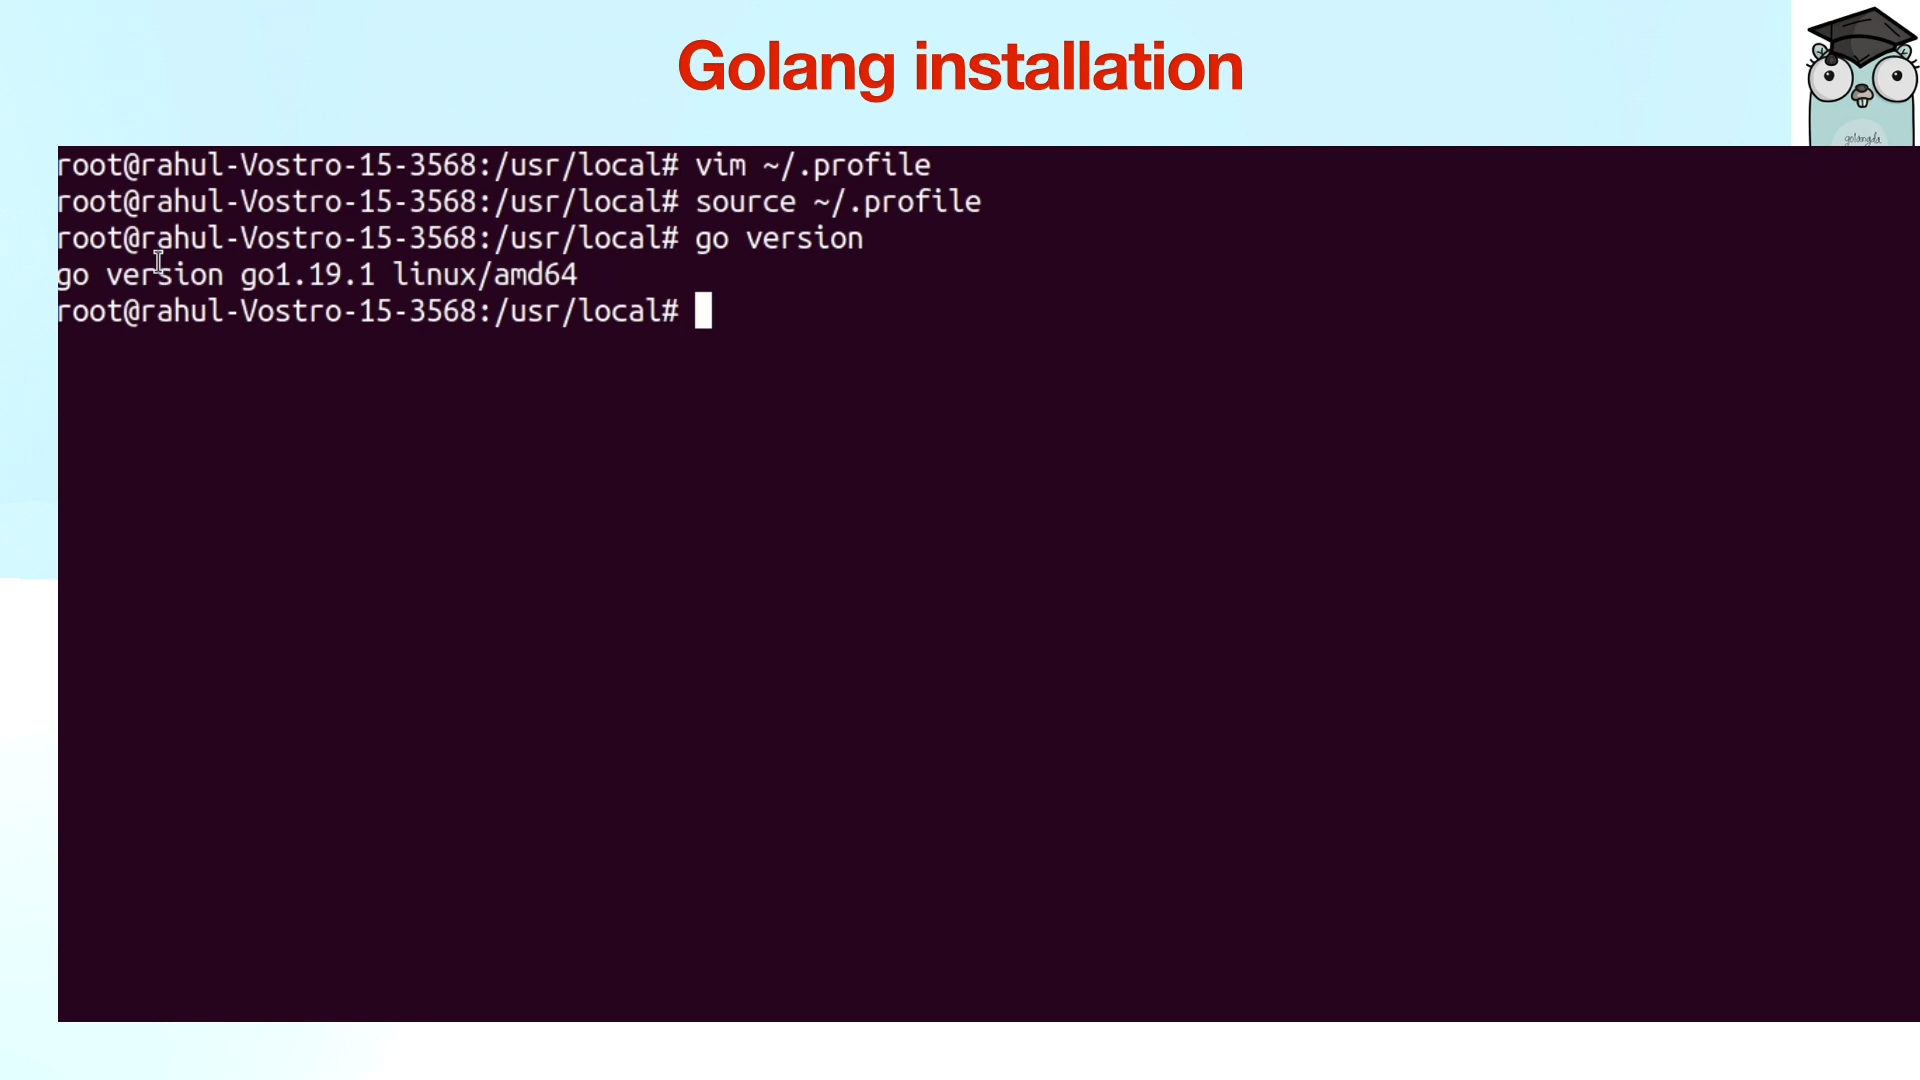 Golang installation
root@rahul-Vostro-15-3568:/usr/local# vim ~/.profile
root@rahul-Vostro-15-3568:/usr/local# source ~/.profile
root@rahul-Vostro-15-3568:/usr/local# go version
go version go1.19.1 linux/amd64
root@rahul-Vostro-15-3568:/usr/local#